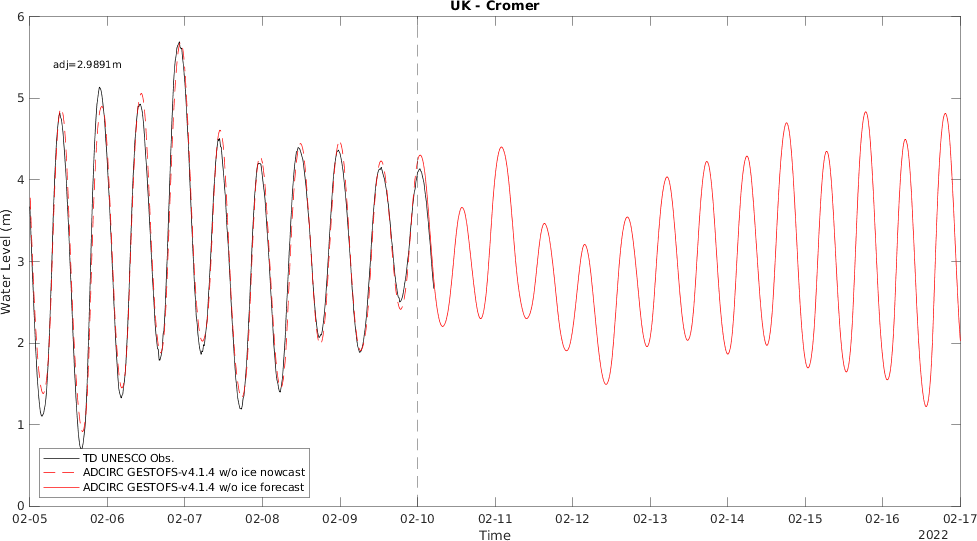 UK - Cromer
6
adj=2.9891m
5
4
3
2
1
0
Water Level (m)
TD UNESCO Obs.
ADCIRC GESTOFS-v4.1.4 w/o ice nowcast
ADCIRC GESTOFS-v4.1.4 w/o ice forecast
02-05 02-06 02-07 02-08 02-09 02-10 02-11 02-12 02-13 02-14 02-15 02-16 02-17
Time
2022